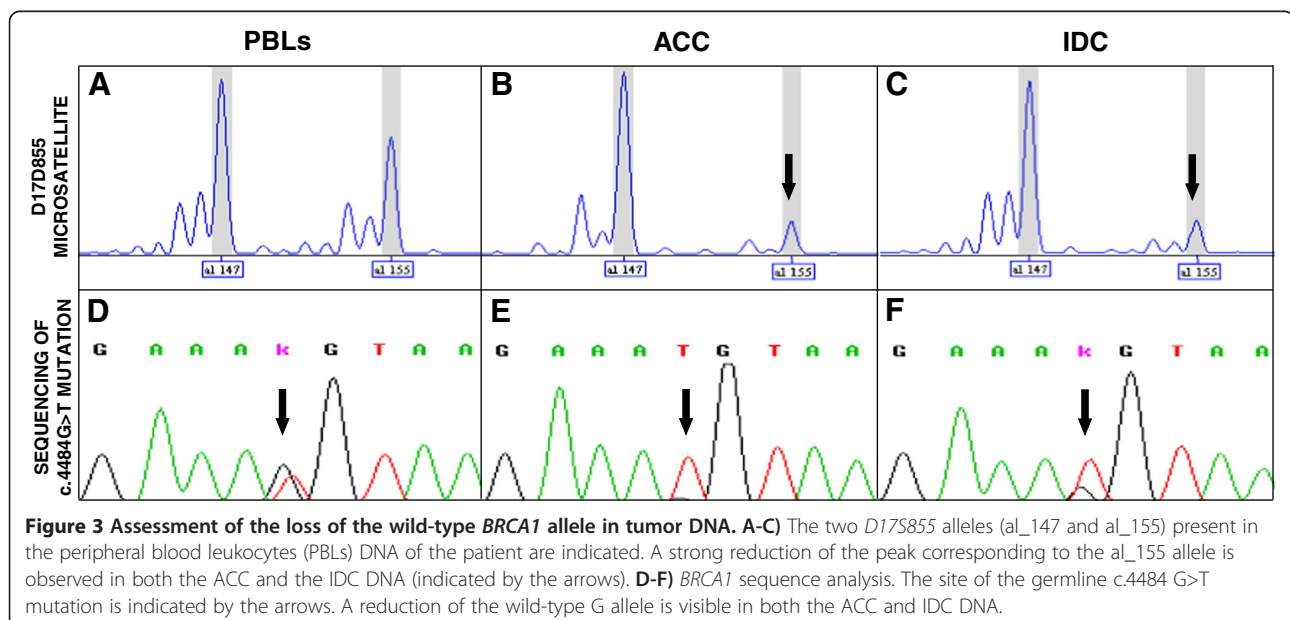 PBLs ACC IDC
D17D855
MICROSATELLITE
A B C
al 147 al 155 al 147 al 155 al 147 al 155
SEQUENCING OF
c.4484G>T MUTATION
D E F
G A A A k G T A A G A A A T G T A A G A A A k G T A A
Figure 3 Assessment of the loss of the wild-type BRCA1 allele in tumor DNA. A-C) The two D17S855 alleles (al_147 and al_155) present in
the peripheral blood leukocytes (PBLs) DNA of the patient are indicated. A strong reduction of the peak corresponding to the al_155 allele is
observed in both the ACC and the IDC DNA (indicated by the arrows). D-F) BRCA1 sequence analysis. The site of the germline c.4484 G>T
mutation is indicated by the arrows. A reduction of the wild-type G allele is visible in both the ACC and IDC DNA.